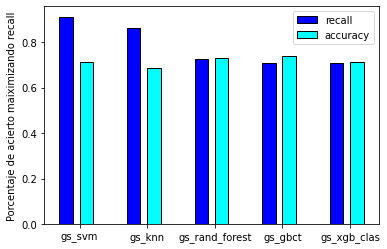 Porcentaje de acierto maiximizando recall
recall
accuracy
0.8
0.6
0.4
0.2
0.0
gs_svm
gs_knn
gs_rand_forest
gs_gbct
gs_xgb_clas